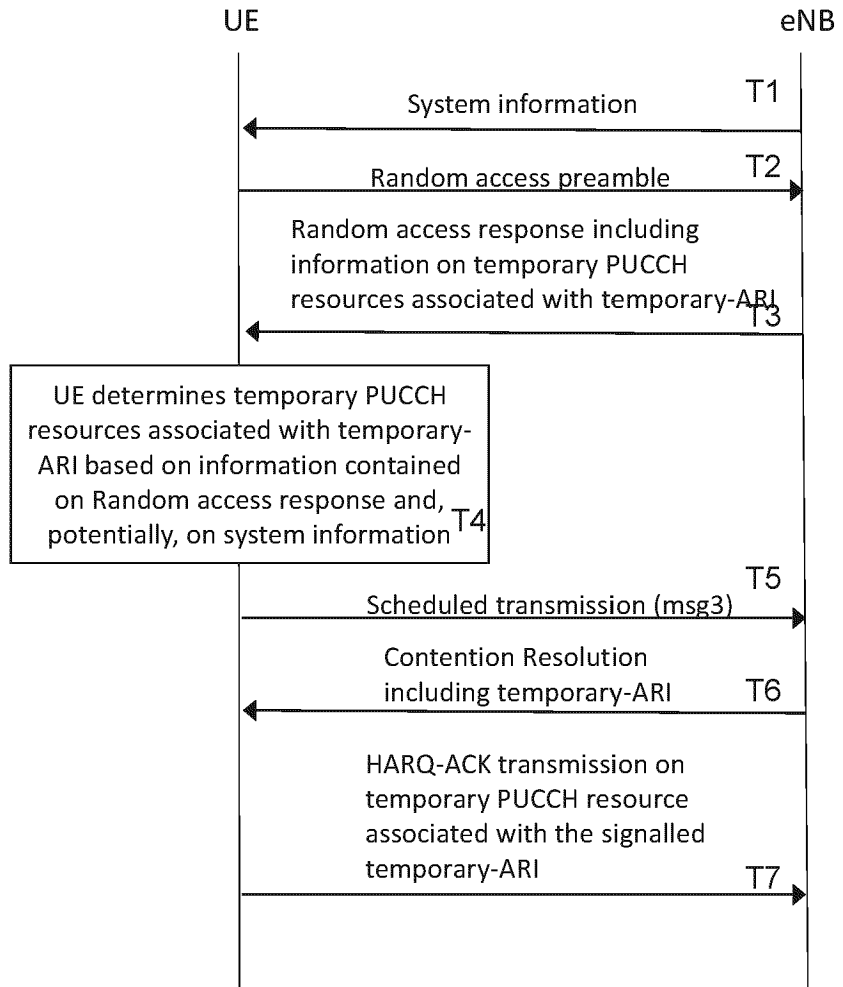 UE
eNB
T1
System information
T2
Random access preamble
Random access response including
information on temporary PUCCH
resources associated with temporary-ARI
T3
UE determines temporary PUCCH
resources associated with temporary-
ARI based on information contained
on Random access response and,
potentially, on system information
T4
T5
Scheduled transmission (msg3)
Contention Resolution
including temporary-ARI
T6
HARQ-ACK transmission on
temporary PUCCH resource
associated with the signalled
temporary-ARI
T7